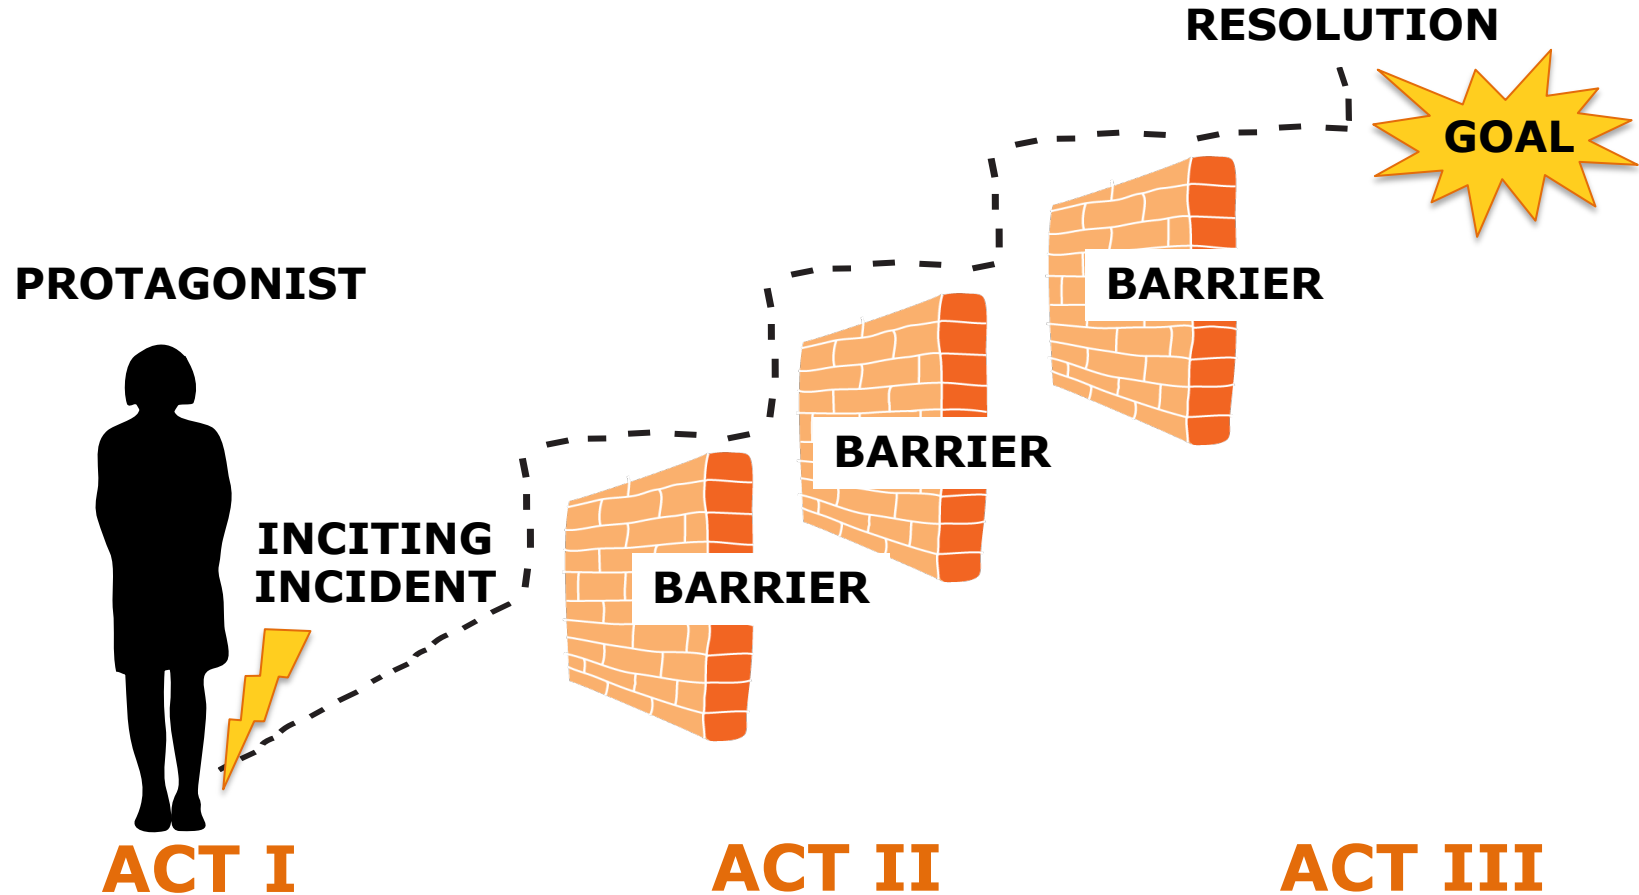 RESOLUTION
GOAL
PROTAGONIST
BARRIER
BARRIER
INCITING
INCIDENT
BARRIER
ACT I
ACT II
ACT III